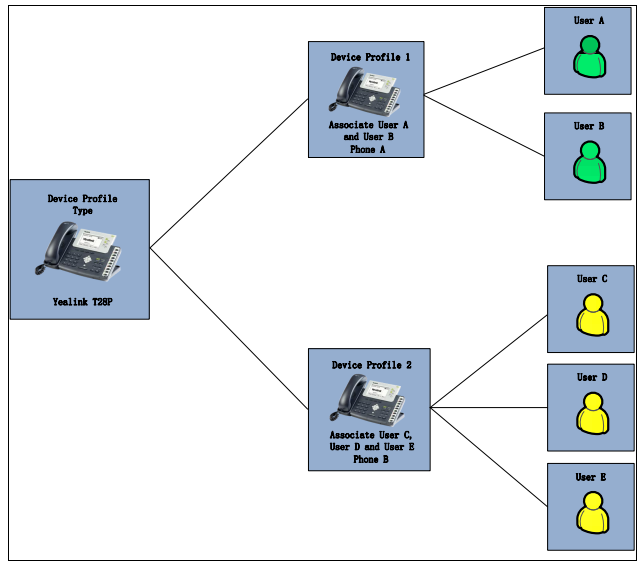 Device Profile
Type
Yealink T28P
Device Profile 1
Associate User A
and User B
Phone A
User A
User B
Device Profile 2
Associate User C,
User D and User E
Phone B
User C
User D
User E